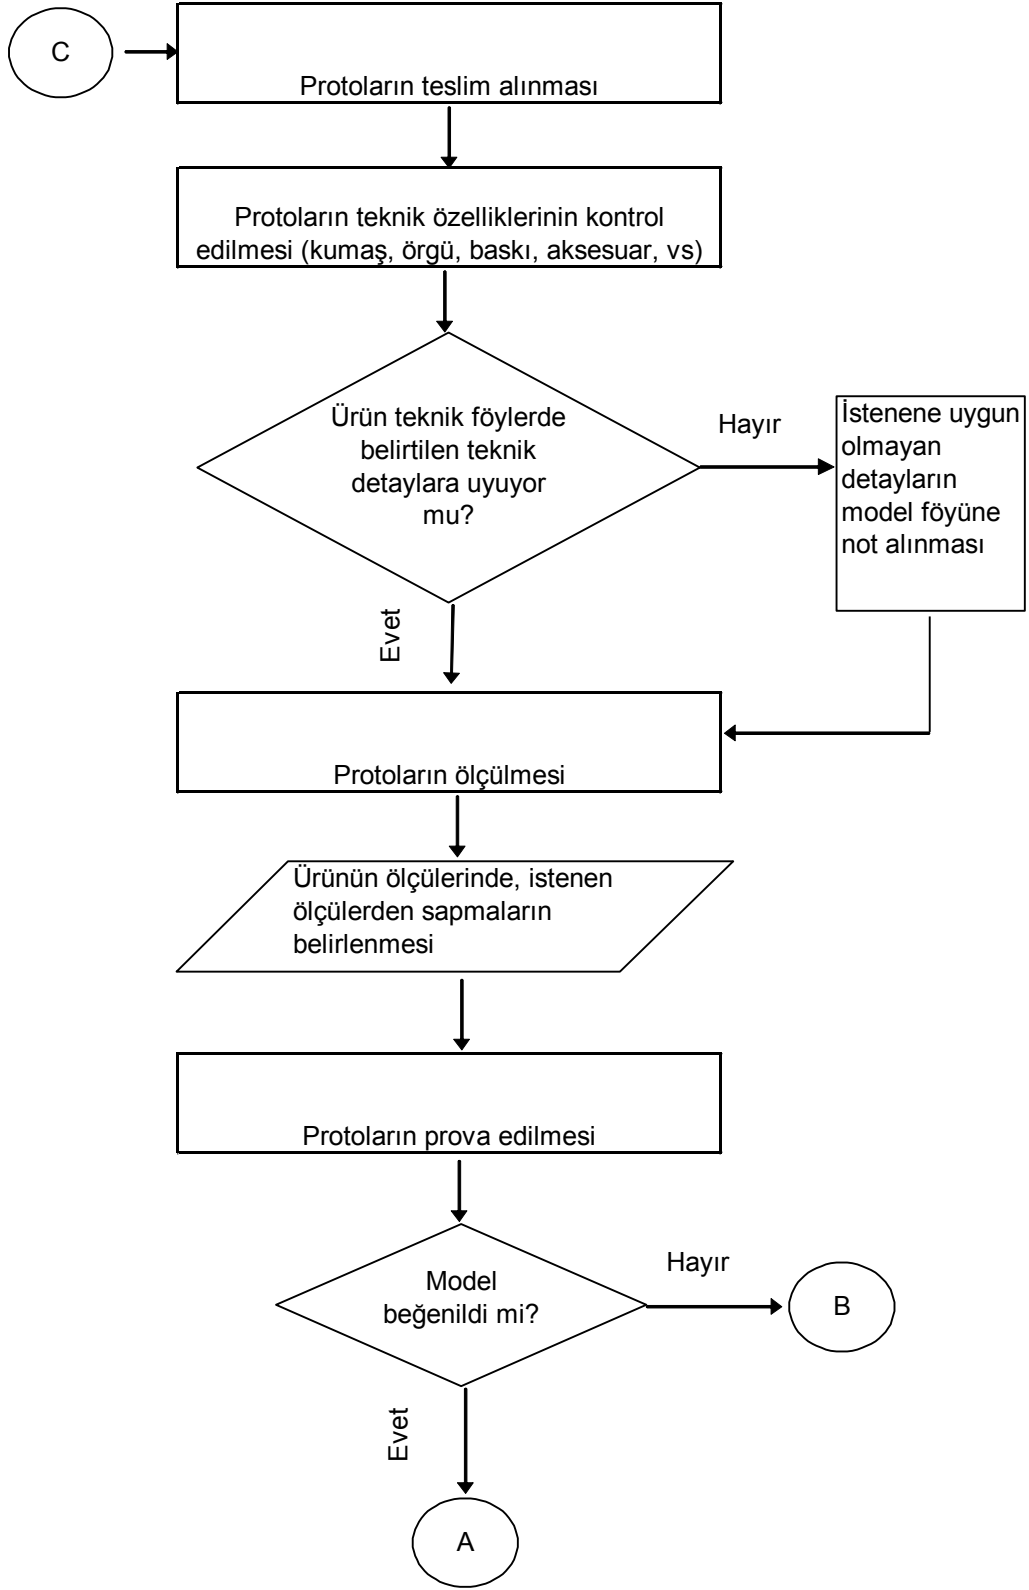 C
Protoların teslim alınması
Protoların teknik özelliklerinin kontrol
edilmesi (kumaş, örgü, baskı, aksesuar, vs)
Ürün teknik föylerde
belirtilen teknik
detaylara uyuyor
mu?
Hayır
İstenene uygun
olmayan
detayların
model föyüne
not alınması
Evet
Protoların ölçülmesi
Ürünün ölçülerinde, istenen
ölçülerden sapmaların
belirlenmesi
Protoların prova edilmesi
Model
beğenildi mi?
Hayır
B
Evet
A